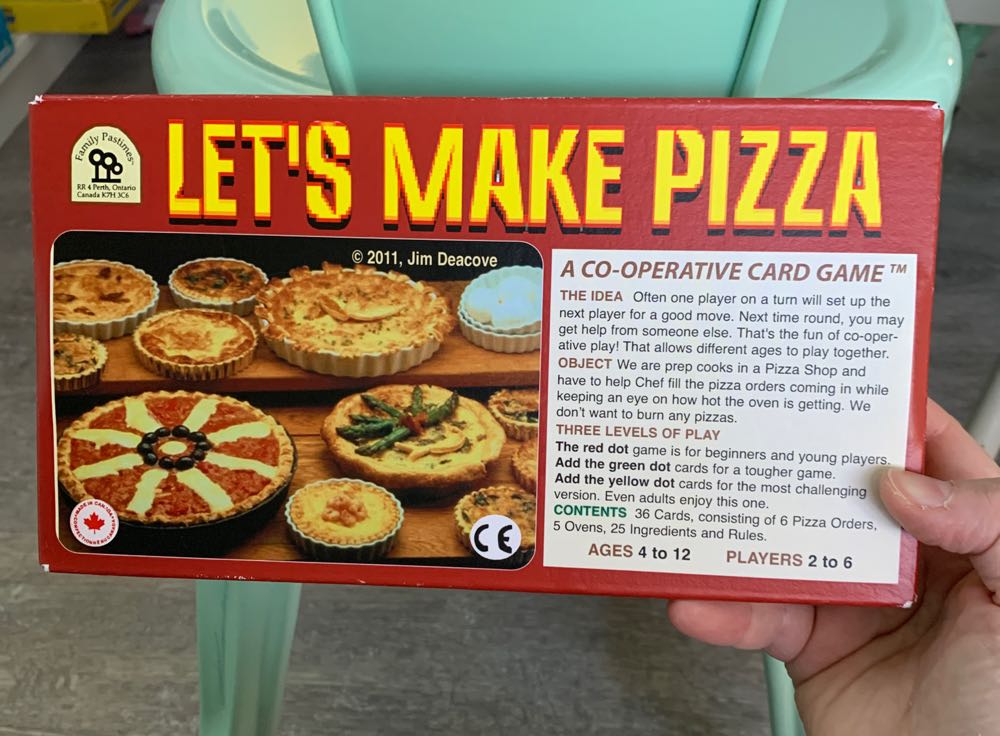 Family Pastimes™
RR 4 Perth, Ontario
Canada K7H 3C6
LET'S MAKE PIZZA
© 2011, Jim Deacove
MADE IN CANADA
CE
A CO-OPERATIVE CARD GAME™
THE IDEA Often one player on a turn will set up the
next player for a good move. Next time round, you may
get help from someone else. That's the fun of co-oper-
ative play! That allows different ages to play together.
OBJECT We are prep cooks in a Pizza Shop and
have to help Chef fill the pizza orders coming in while
keeping an eye on how hot the oven is getting. We
don't want to burn any pizzas.
THREE LEVELS OF PLAY
The red dot game is for beginners and young players.
Add the green dot cards for a tougher game.
Add the yellow dot cards for the most challenging
version. Even adults enjoy this one.
CONTENTS 36 Cards, consisting of 6 Pizza Orders,
5 Ovens, 25 Ingredients and Rules.
AGES 4 to 12 PLAYERS 2 to 6